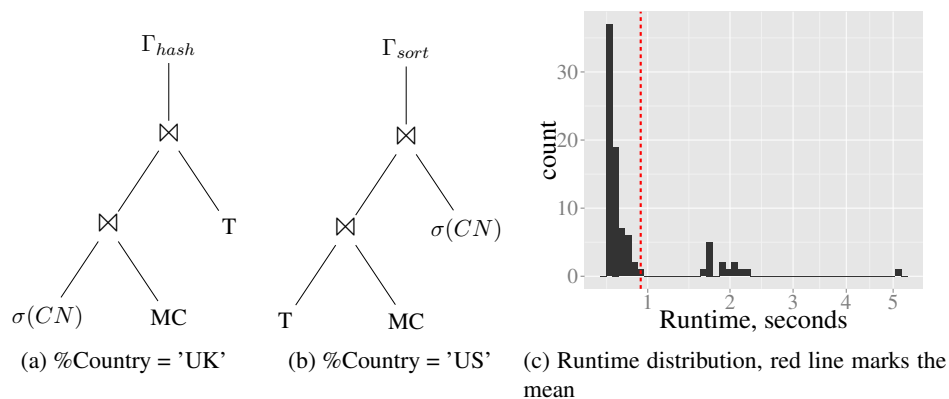 Γhash
⋈
⋈
T
σ(CN)
MC
(a) %Country = 'UK'
Γsort
⋈
⋈
σ(CN)
T
MC
(b) %Country = 'US'
count
30
20
10
0
1 2 3 4 5
Runtime, seconds
(c) Runtime distribution, red line marks the
mean